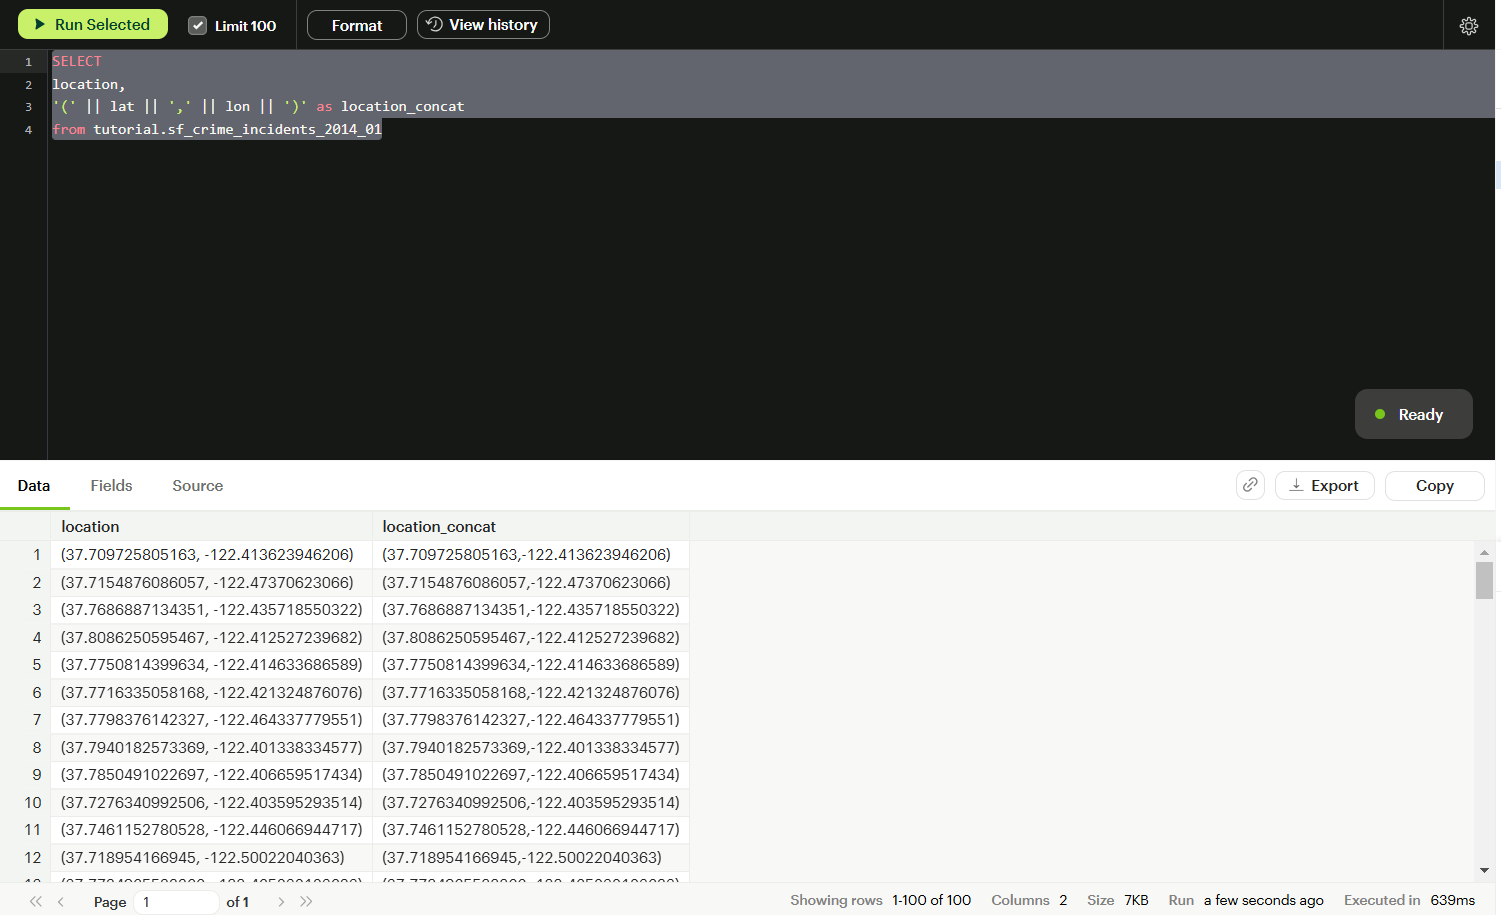 Run Selected Limit 100 Format View history
1 SELECT
2 location,
3 '(' || lat || ',' || lon || ')' as location_concat
4 from tutorial.sf_crime_incidents_2014_01
Ready
Data Fields Source Export Copy
location location_concat
1 (37.709725805163, -122.413623946206) (37.709725805163,-122.413623946206)
2 (37.7154876086057, -122.47370623066) (37.7154876086057,-122.47370623066)
3 (37.7686887134351, -122.435718550322) (37.7686887134351,-122.435718550322)
4 (37.8086250595467, -122.412527239682) (37.8086250595467,-122.412527239682)
5 (37.7750814399634, -122.414633686589) (37.7750814399634,-122.414633686589)
6 (37.7716335058168, -122.421324876076) (37.7716335058168,-122.421324876076)
7 (37.7798376142327, -122.464337779551) (37.7798376142327,-122.464337779551)
8 (37.7940182573369, -122.401338334577) (37.7940182573369,-122.401338334577)
9 (37.7850491022697, -122.406659517434) (37.7850491022697,-122.406659517434)
10 (37.7276340992506, -122.403595293514) (37.7276340992506,-122.403595293514)
11 (37.7461152780528, -122.446066944717) (37.7461152780528,-122.446066944717)
12 (37.718954166945, -122.50022040363) (37.718954166945,-122.50022040363)
Page 1 of 1 Showing rows 1-100 of 100 Columns 2 Size 7KB Run a few seconds ago Executed in 639ms